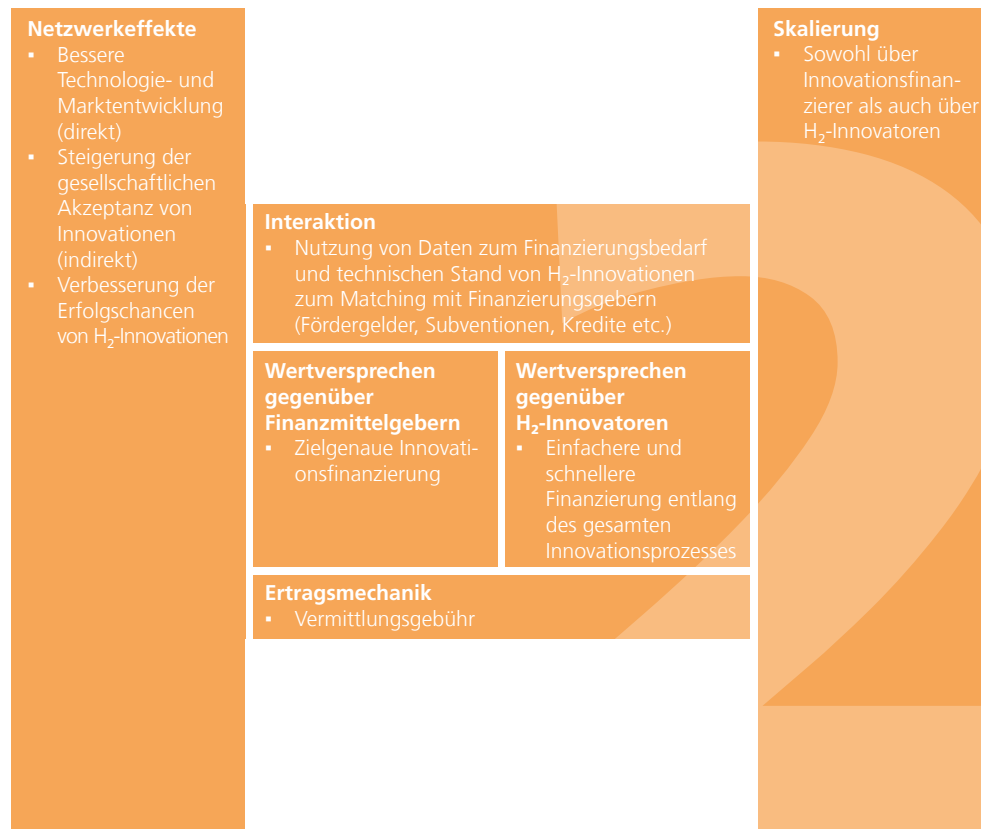 Netzwerkeffekte
▪ Bessere
Technologie- und
Marktentwicklung
(direkt)
▪ Steigerung der
gesellschaftlichen
Akzeptanz von
Innovationen
(indirekt)
▪ Verbesserung der
Erfolgschancen
von H₂-Innovationen
Interaktion
▪ Nutzung von Daten zum Finanzierungsbedarf
und technischen Stand von H₂-Innovationen
zum Matching mit Finanzierungsgebern
(Fördergelder, Subventionen, Kredite etc.)
Wertversprechen
gegenüber
Finanzmittelgebern
▪ Zielgenaue Innovati-
onsfinanzierung
Wertversprechen
gegenüber
H₂-Innovatoren
▪ Einfachere und
schnellere
Finanzierung entlang
des gesamten
Innovationsprozesses
Ertragsmechanik
▪ Vermittlungsgebühr
Skalierung
▪ Sowohl über
Innovationsfinan-
zierer als auch über
H₂-Innovatoren
2